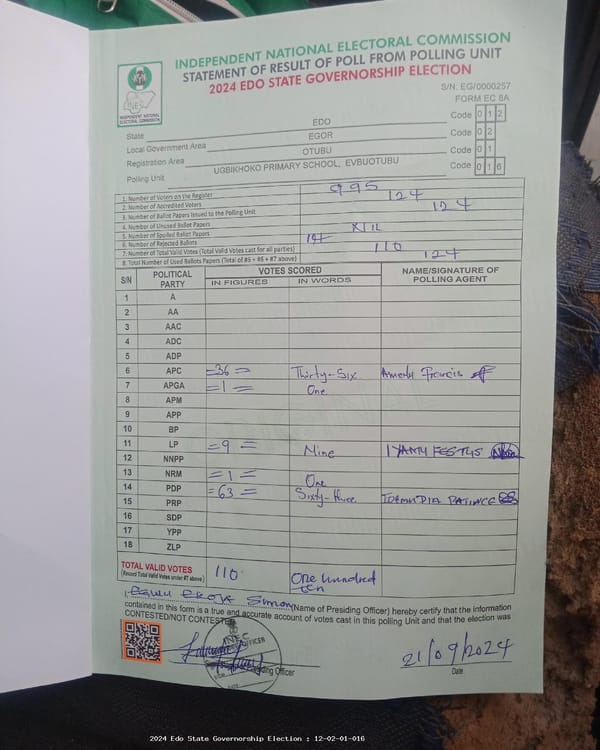 INDEPENDENT NATIONAL ELECTORAL COMMISSION
STATEMENT OF RESULT OF POLL FROM POLLING UNIT
2024 EDO STATE GOVERNORSHIP ELECTION
INEC
INDEPENDENT NATIONAL ELECTORAL COMMISSION
S/N: EG/0000257
FORM EC 8A
State EDO Code 0 1 2
Local Government Area EGOR Code 0 2
Registration Area OTUBU Code 0 1
Polling Unit UGBIKHOKO PRIMARY SCHOOL, EVBUOTUBU Code 0 1 6
1. Number of Voters on the Register 995
2. Number of Accredited Voters 124
3. Number of Ballot Papers Issued to the Polling Unit 124
4. Number of Unused Ballot Papers
5. Number of Spoiled Ballot Papers
6. Number of Rejected Ballots
7. Number of Total Valid Votes (Total Valid Votes cast for all parties) 110
8. Total Number of Used Ballots Papers (Total of #5 + #6 + #7 above) 124
S/N POLITICAL PARTY VOTES SCORED NAME/SIGNATURE OF POLLING AGENT
IN FIGURES IN WORDS
1 A
2 AA
3 AAC
4 ADC
5 ADP
6 APC =36= Thirty-Six Francis
7 APGA =1= One
8 APM
9 APP
10 BP
11 LP =9= Nine FESTUS
12 NNPP
13 NRM =1= One
14 PDP =63= Sixty-three PATIENCE
15 PRP
16 SDP
17 YPP
18 ZLP
TOTAL VALID VOTES 110 One hundred ten
(Record Total Valid Votes under #7 above)
I, Simon (Name of Presiding Officer) hereby certify that the information
contained in this form is a true and accurate account of votes cast in this polling Unit and that the election was
CONTESTED/NOT CONTESTED
INEC
Officer
21/09/2024
Date
2024 Edo State Governorship Election : 12-02-01-016